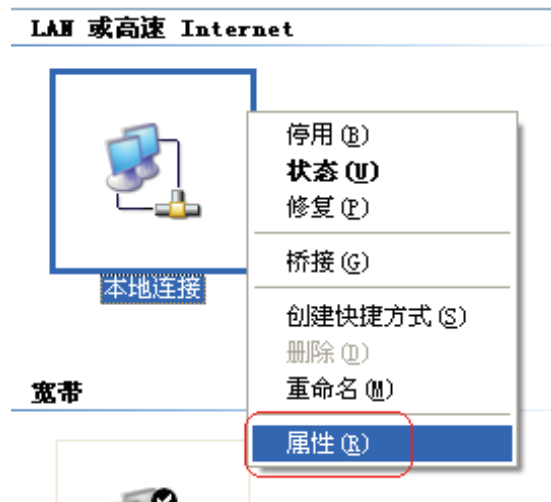 LAN 或高速 Internet
停用(B)
状态(U)
修复(P)
桥接(G)
本地连接
创建快捷方式(S)
删除(D)
重命名(M)
宽带
属性(R)